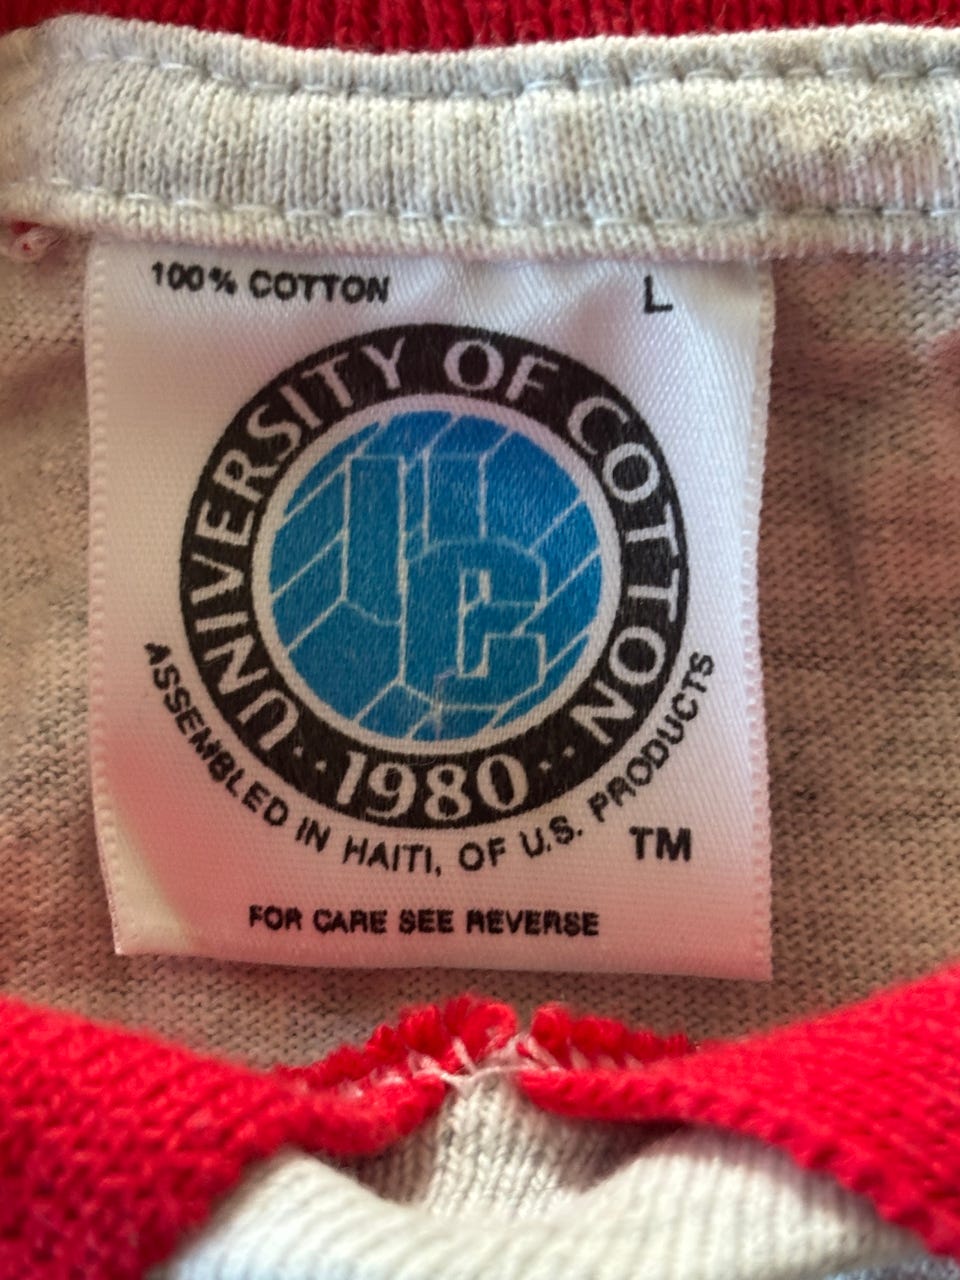 100% COTTON
L
UNIVERSITY OF COTTON
UC
··1980··
ASSEMBLED IN HAITI, OF U.S. PRODUCTS
TM
FOR CARE SEE REVERSE